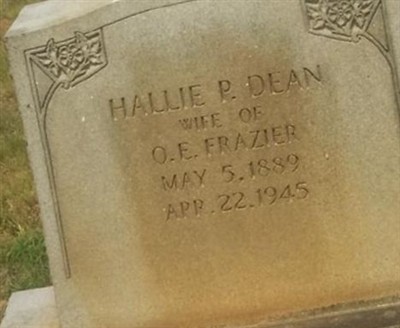 HALLIE P. DEAN
WIFE OF
O.E. FRAZIER
MAY 5, 1889
APR. 22, 1945